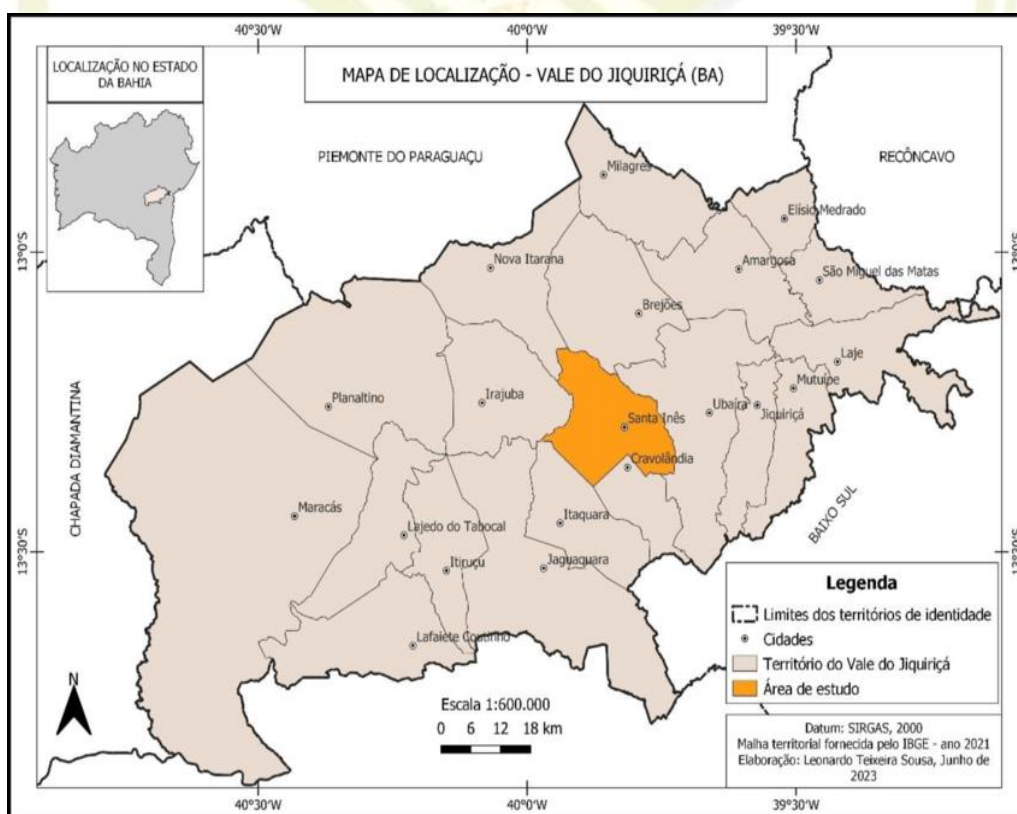 40°30'W 40°0'W 39°30'W
LOCALIZAÇÃO NO ESTADO
DA BAHIA
MAPA DE LOCALIZAÇÃO - VALE DO JIQUIRIÇÁ (BA)
PIEMONTE DO PARAGUAÇU
RECÔNCAVO
Milagres
Elísio Medrado
13°0'S
13°0'S
Nova Itarana
Amargosa
São Miguel das Matas
Brejões
Laje
Mutuípe
CHAPADA DIAMANTINA
Planaltino
Irajuba
Ubaíra
Jiquiriçá
Santa Inês
Cravolândia
Maracás
Lajedo do Tabocal
Itaquara
BAIXO SUL
Itiruçu
Jaguaquara
13°30'S
13°30'S
Lafaiete Coutinho
Legenda
Limites dos territórios de identidade
Cidades
Território do Vale do Jiquiriçá
Área de estudo
N
Escala 1:600.000
0 6 12 18 km
Datum: SIRGAS, 2000
Malha territorial fornecida pelo IBGE - ano 2021
Elaboração: Leonardo Teixeira Sousa, Junho de
2023
40°30'W 40°0'W 39°30'W